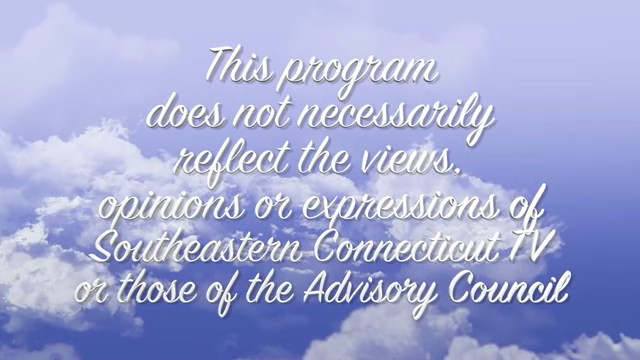 This program
does not necessarily
reflect the views,
opinions or expressions of
Southeastern Connecticut TV
or those of the Advisory Council